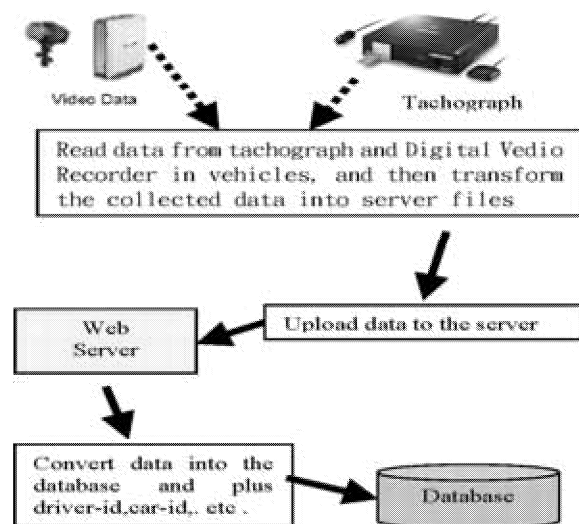 Video Data
Tachograph
Read data from tachograph and Digital Vedio
Recorder in vehicles, and then transform
the collected data into server files
Upload data to the server
Web
Server
Convert data into the
database and plus
driver-id,car-id,. etc .
Database